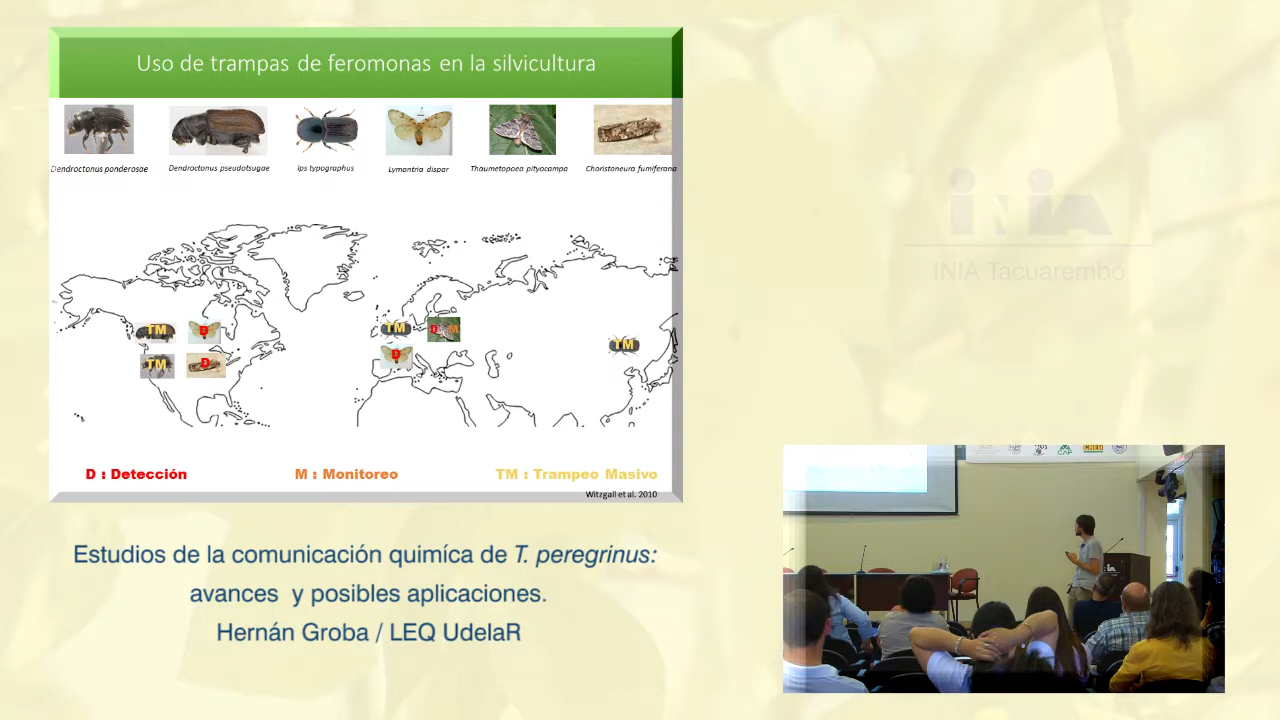 Uso de trampas de feromonas en la silvicultura
Dendroctonus ponderosae
Dendroctonus pseudotsugae
Ips typographus
Lymantria dispar
Thaumetopoea pityocampa
Choristoneura fumiferana
TM
D
TM
D
TM
D
M
D
TM
D : Detección
M : Monitoreo
TM : Trampeo Masivo
Witzgall et al. 2010
INIA
INIA Tacuarembó
Estudios de la comunicación quimíca de T. peregrinus:
avances y posibles aplicaciones.
Hernán Groba / LEQ UdelaR
INIA